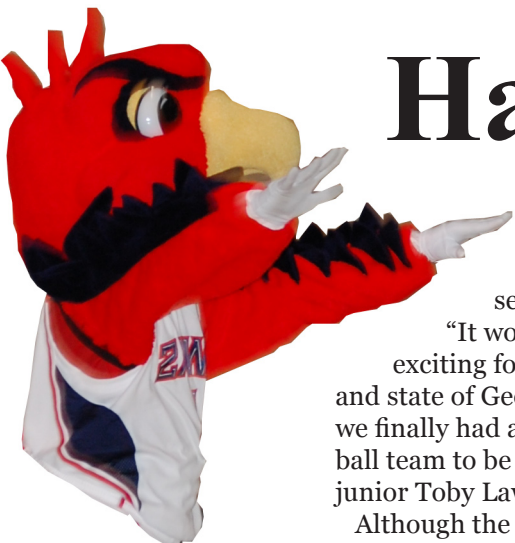 Ha
se
“It wo
exciting fo
and state of Geo
we finally had a
ball team to be
junior Toby Law
Although the